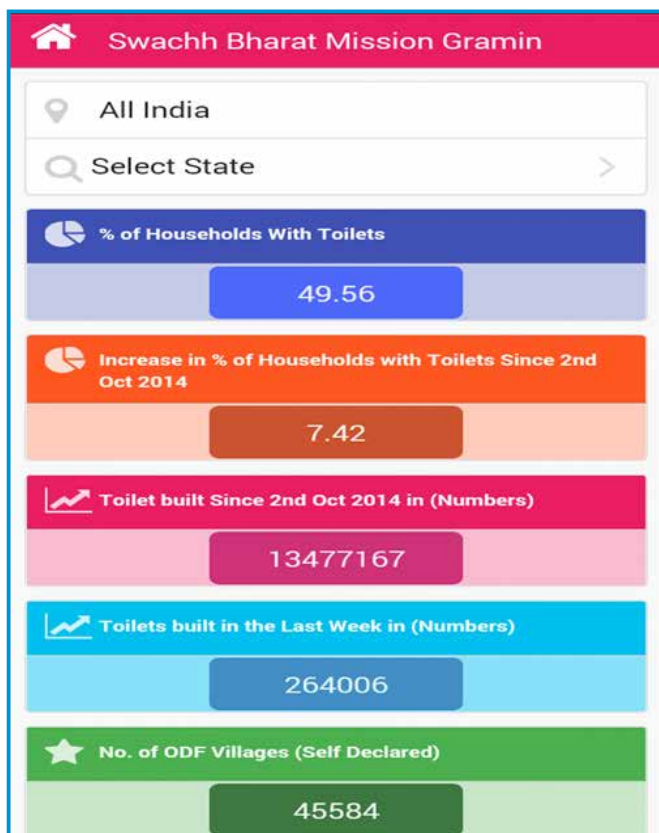 Swachh Bharat Mission Gramin
All India
Select State
% of Households With Toilets
49.56
Increase in % of Households with Toilets Since 2nd
Oct 2014
7.42
Toilet built Since 2nd Oct 2014 in (Numbers)
13477167
Toilets built in the Last Week in (Numbers)
264006
No. of ODF Villages (Self Declared)
45584